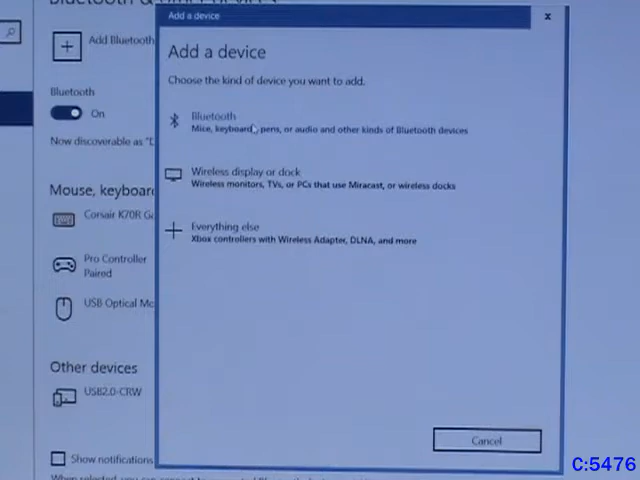 Bluetooth &
Add a device
x
Add Bluetooth
Add a device
Choose the kind of device you want to add.
Bluetooth
On
Bluetooth
Mice, keyboards, pens, or audio and other kinds of Bluetooth devices
Now discoverable as
Wireless display or dock
Wireless monitors, TVs, or PCs that use Miracast, or wireless docks
Mouse,
Corsair K70R
Everything else
Xbox controllers with Wireless Adapter, DLNA, and more
Pro Controller
Paired
USB Optical
Other devices
USB2.0-CRW
Cancel
Show notifications
C:5476